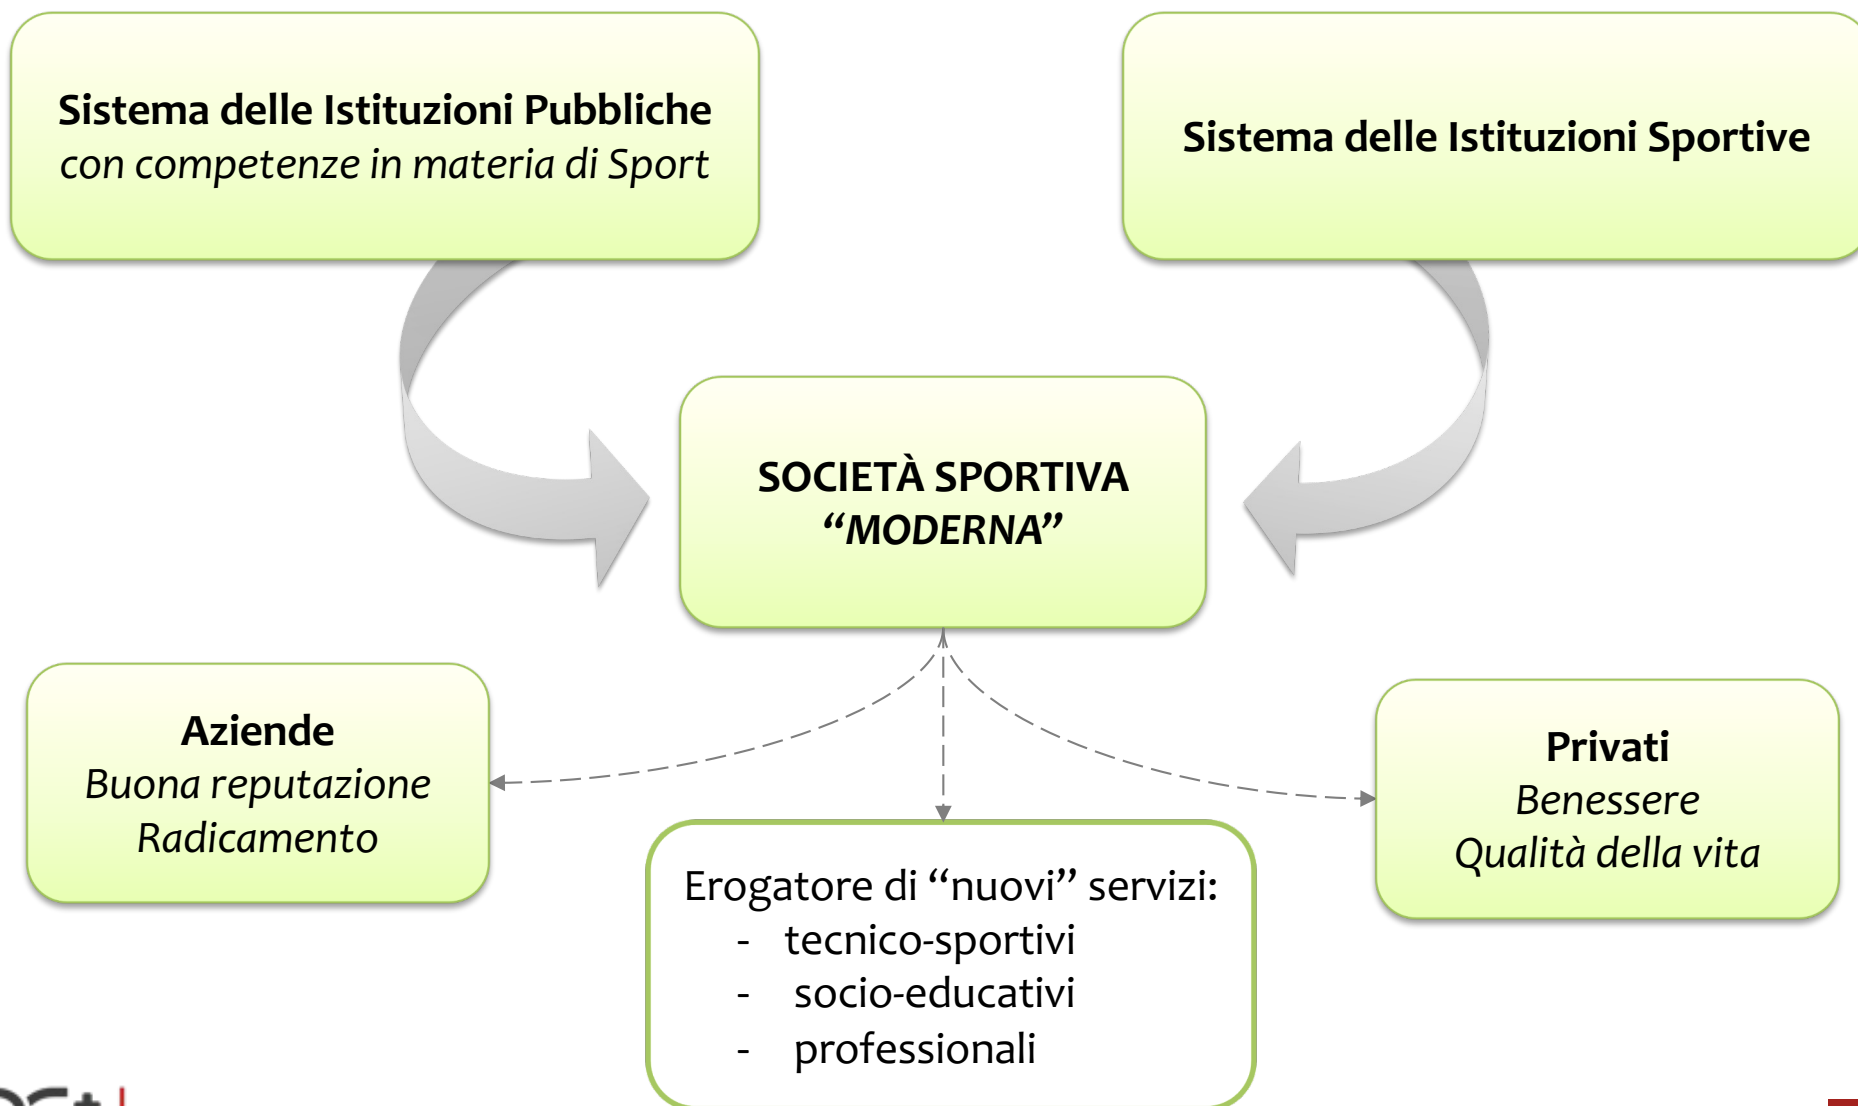 Sistema delle Istituzioni Pubbliche
con competenze in materia di Sport
Sistema delle Istituzioni Sportive
SOCIETÀ SPORTIVA
“MODERNA”
Aziende
Buona reputazione
Radicamento
Privati
Benessere
Qualità della vita
Erogatore di “nuovi” servizi:
- tecnico-sportivi
- socio-educativi
- professionali